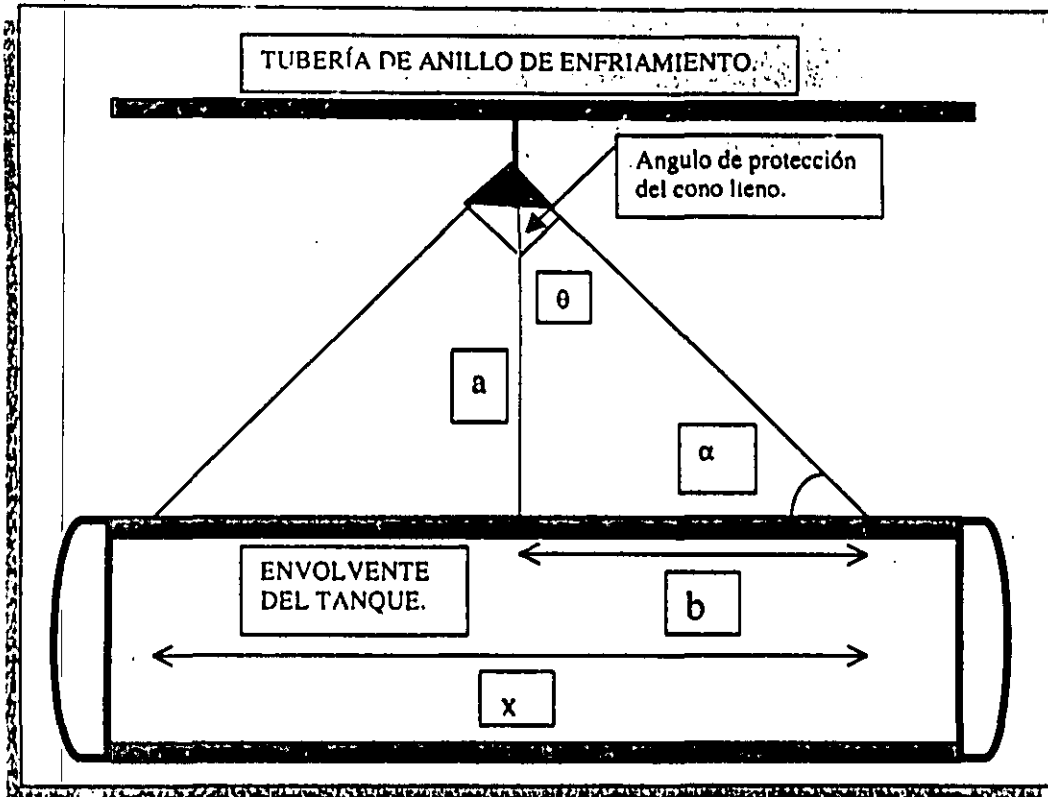 TUBERÍA DE ANILLO DE ENFRIAMIENTO.
Angulo de protección
del cono lleno.
θ
a
α
ENVOLVENTE
DEL TANQUE.
b
x